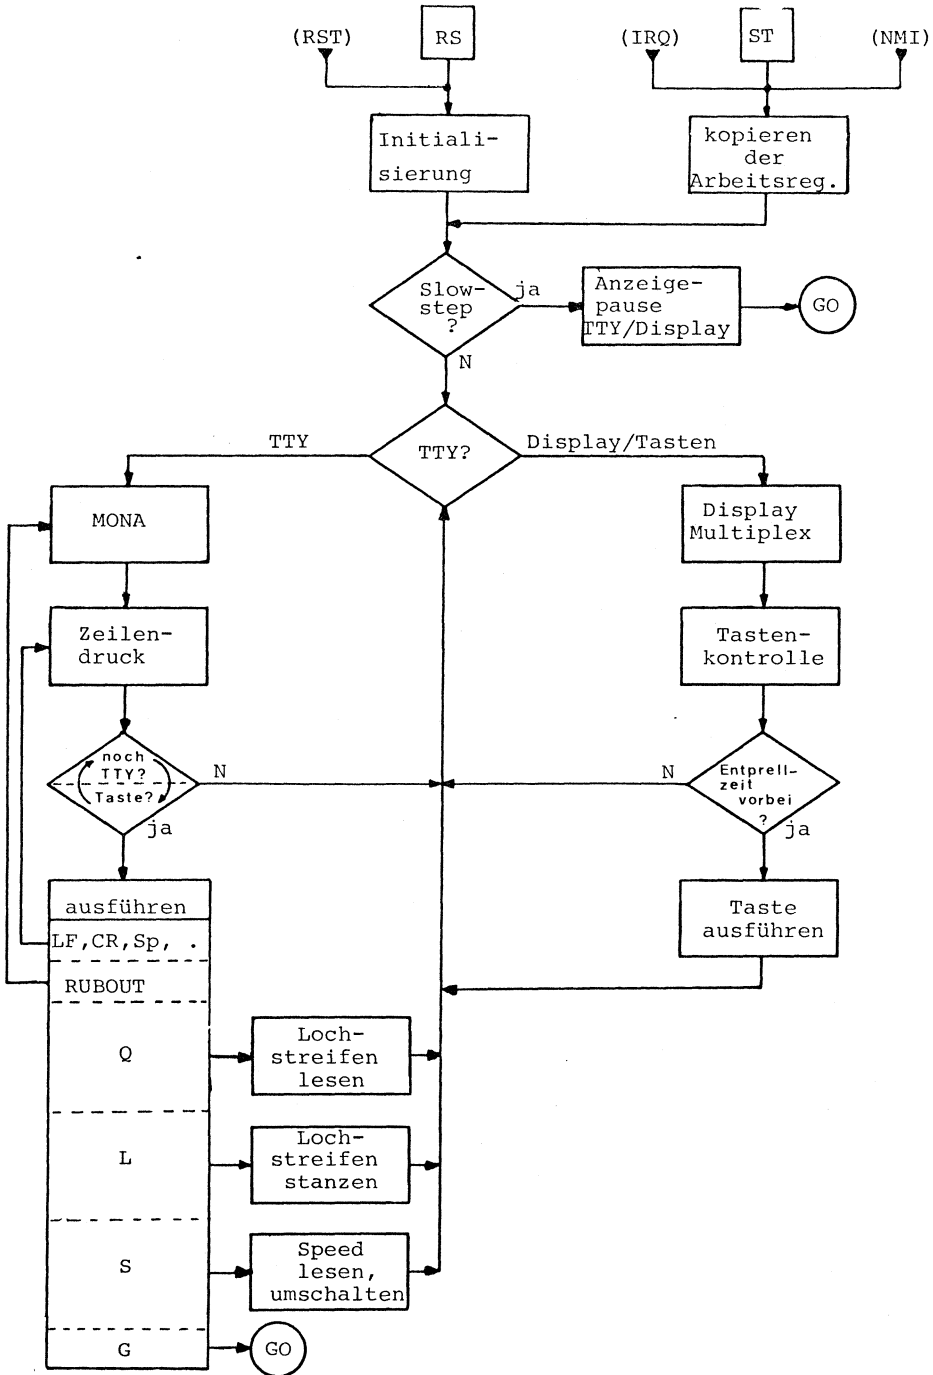 (RST)
RS
(IRQ)
ST
(NMI)
Initiali-
sierung
kopieren
der
Arbeitsreg.
Slow-
step
?
ja
Anzeige-
pause
TTY/Display
GO
N
TTY
TTY?
Display/Tasten
MONA
Display
Multiplex
Zeilen-
druck
Tasten-
kontrolle
noch
TTY?
Taste?
N
ja
N
Entprell-
zeit
vorbei
?
ja
ausführen
LF,CR,Sp, .
RUBOUT
Taste
ausführen
Q
Loch-
streifen
lesen
L
Loch-
streifen
stanzen
S
Speed
lesen,
umschalten
G
GO